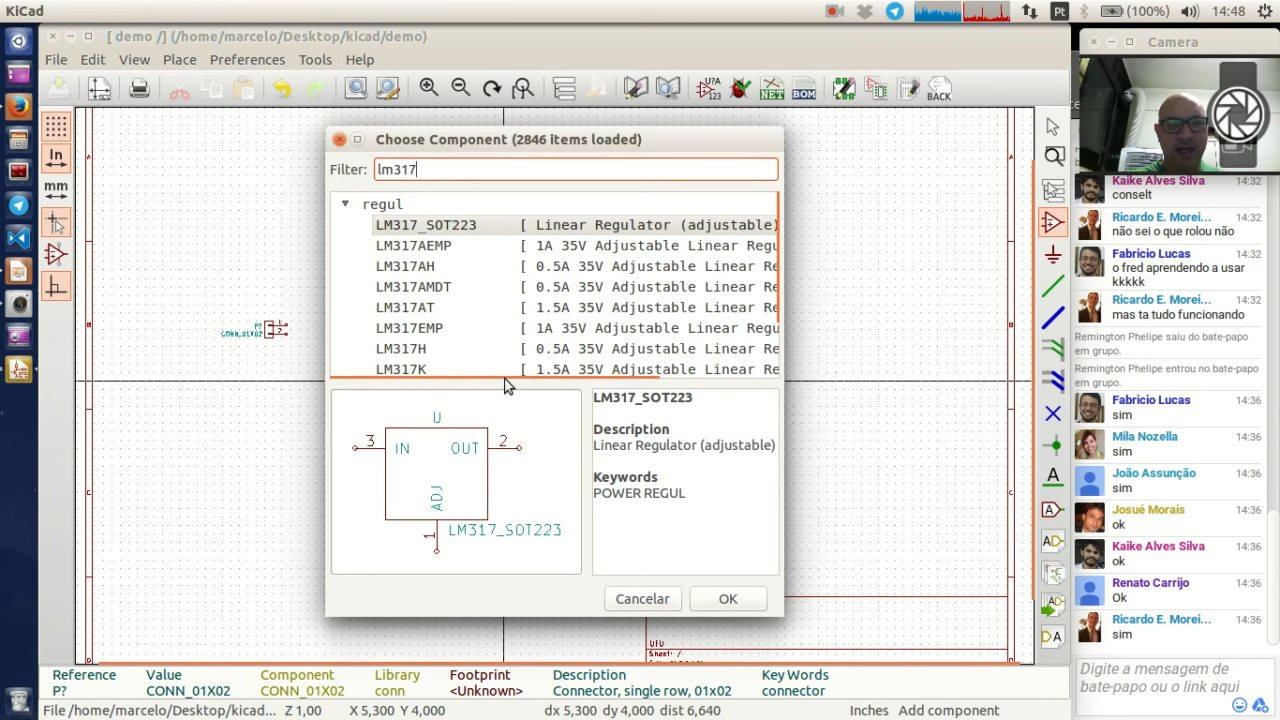 KiCad
Pt
(100%)
14:48
[ demo /] (/home/marcelo/Desktop/kicad/demo)
File Edit View Place Preferences Tools Help
NET
BOM
BACK
In
mm
Choose Component (2846 items loaded)
Filter: lm317
regul
LM317_SOT223 [ Linear Regulator (adjustable)
LM317AEMP [ 1A 35V Adjustable Linear Regu
LM317AH [ 0.5A 35V Adjustable Linear Re
LM317AMDT [ 0.5A 35V Adjustable Linear Re
LM317AT [ 1.5A 35V Adjustable Linear Re
LM317EMP [ 1A 35V Adjustable Linear Regu
LM317H [ 0.5A 35V Adjustable Linear Re
LM317K [ 1.5A 35V Adjustable Linear Re
U
3 IN OUT 2
ADJ
1
LM317_SOT223
LM317_SOT223
Description
Linear Regulator (adjustable)
Keywords
POWER REGUL
Cancelar OK
CONN_01X02
UFU
Sheet: /
Reference Value Component Library Footprint Description Key Words
P? CONN_01X02 CONN_01X02 conn <Unknown> Connector, single row, 01x02 connector
File /home/marcelo/Desktop/kicad... Z 1,00 X 5,300 Y 4,000 dx 5,300 dy 4,000 dist 6,640 Inches Add component
Camera
Kaike Alves Silva 14:32
conselt
Ricardo E. Morei... 14:32
não sei o que rolou não
Fabricio Lucas 14:32
o fred aprendendo a usar
kkkkk
Ricardo E. Morei... 14:32
mas ta tudo funcionando
Remington Phelipe saiu do bate-papo
em grupo.
Remington Phelipe entrou no bate-papo
em grupo.
Fabricio Lucas 14:36
sim
Mila Nozella 14:36
sim
João Assunção 14:36
sim
Josué Morais 14:36
ok
Kaike Alves Silva 14:36
ok
Renato Carrijo 14:36
Ok
Ricardo E. Morei... 14:36
sim
Digite a mensagem de
bate-papo ou o link aqui